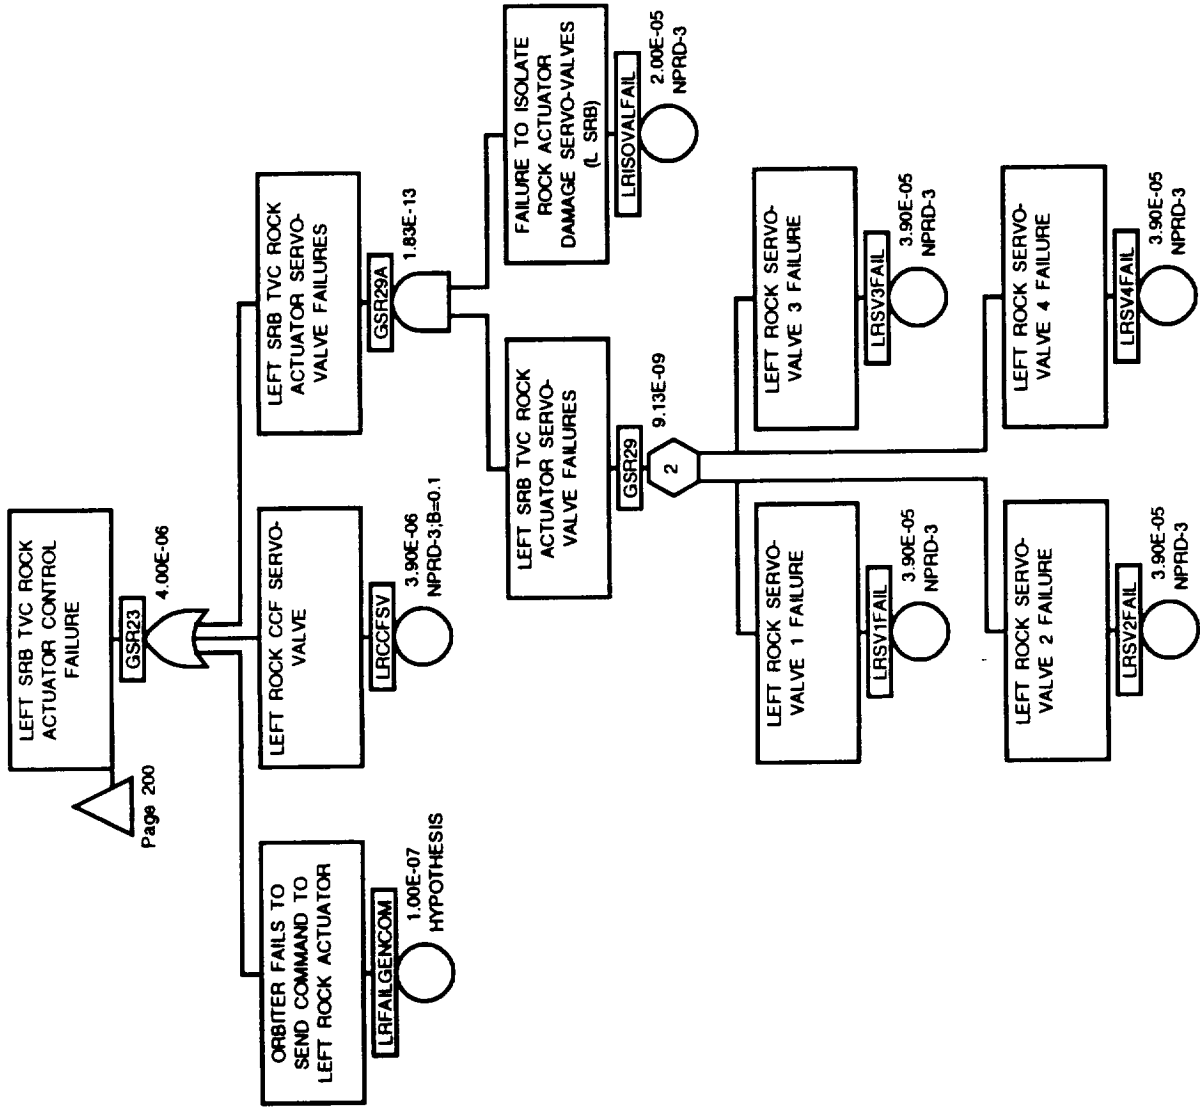 LEFT SRB TVC ROCK
ACTUATOR CONTROL
FAILURE
GSR23
4.00E-06
Page 200
ORBITER FAILS TO
SEND COMMAND TO
LEFT ROCK ACTUATOR
LRFAILGENCOM
1.00E-07
HYPOTHESIS
LEFT ROCK CCF SERVO-
VALVE
LRCCFSV
3.90E-06
NPRD-3;B=0.1
LEFT SRB TVC ROCK
ACTUATOR SERVO-
VALVE FAILURES
GSR29A
1.83E-13
LEFT SRB TVC ROCK
ACTUATOR SERVO-
VALVE FAILURES
GSR29
9.13E-09
2
FAILURE TO ISOLATE
ROCK ACTUATOR
DAMAGE SERVO-VALVES
(L SRB)
LRISOVALFAIL
2.00E-05
NPRD-3
LEFT ROCK SERVO-
VALVE 1 FAILURE
LRSV1FAIL
3.90E-05
NPRD-3
LEFT ROCK SERVO-
VALVE 3 FAILURE
LRSV3FAIL
3.90E-05
NPRD-3
LEFT ROCK SERVO-
VALVE 2 FAILURE
LRSV2FAIL
3.90E-05
NPRD-3
LEFT ROCK SERVO-
VALVE 4 FAILURE
LRSV4FAIL
3.90E-05
NPRD-3